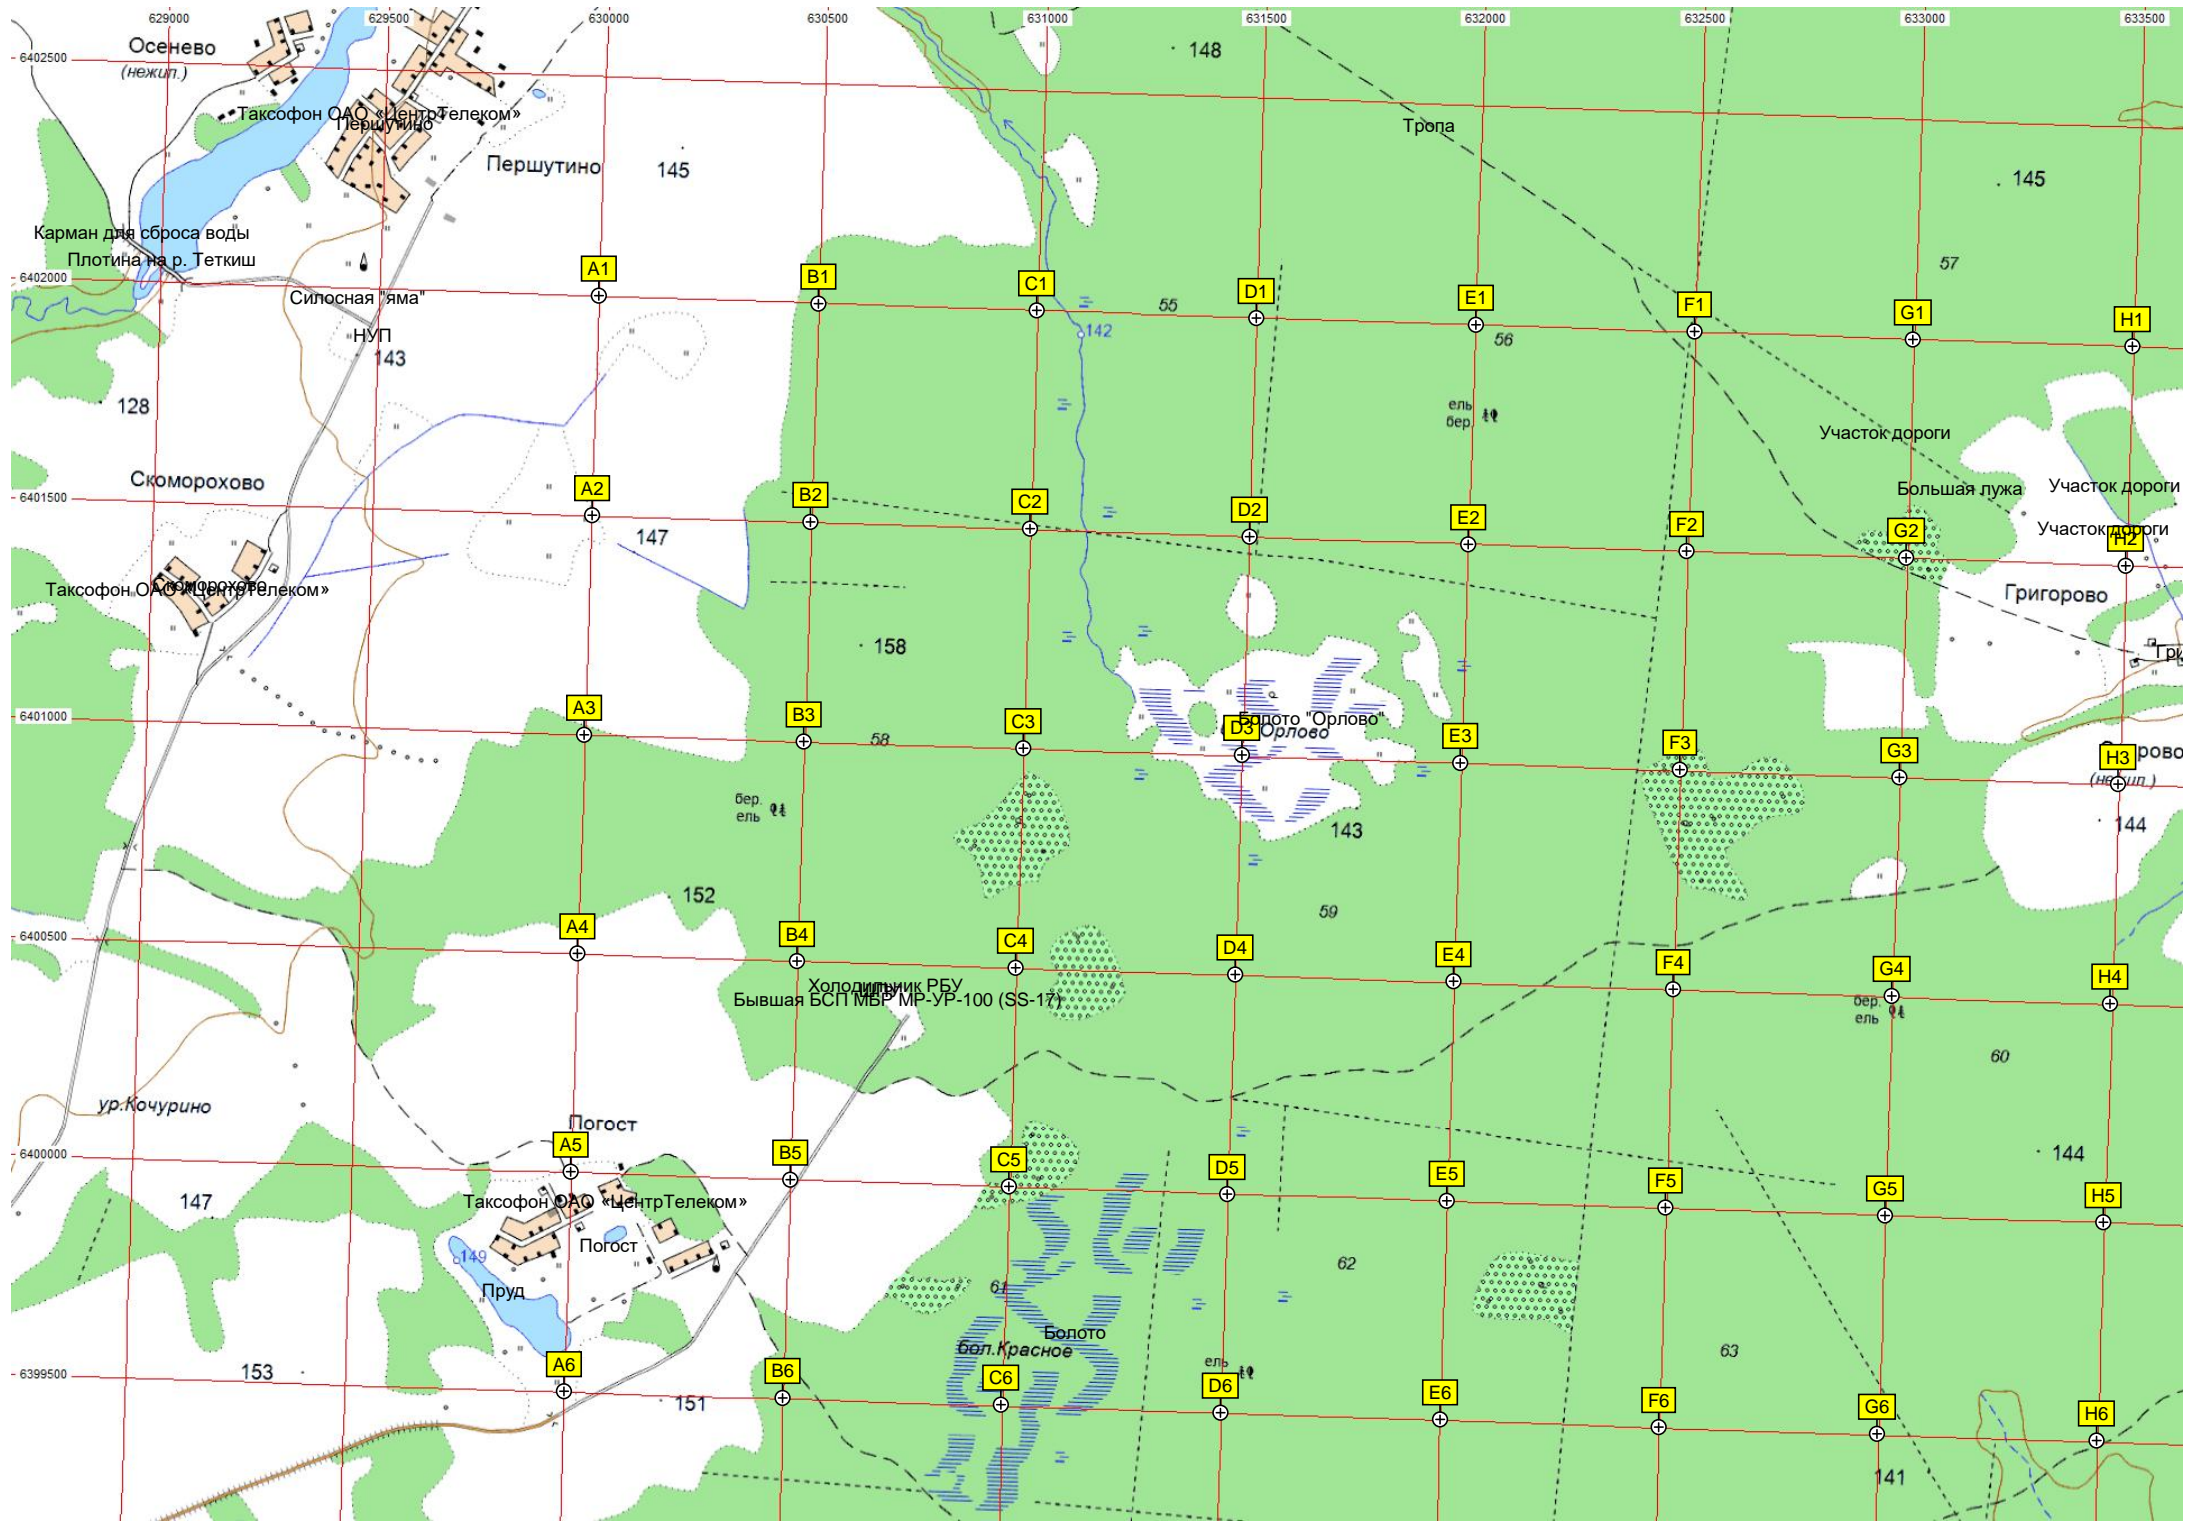 629000 629500 630000 630500 631000 631500 632000 632500 633000 633500
Осенево
(нежил.)
148
6402500
Таксофон ОАО «ЦентрТелеком»
Першутино
Тропа
Першутино
145
145
Карман для сброса воды
Плотина на р. Теткиш
57
6402000
A1
B1
C1
D1
E1
F1
G1
H1
Силосная "яма"
55
142
56
НУП
143
128
ель
бер.
Участок дороги
Скоморохово
6401500
A2
B2
C2
D2
E2
F2
G2
H2
Большая лужа
Участок дороги
Участок дороги
147
Скоморохово
Таксофон ОАО «ЦентрТелеком»
Григорово
158
Гри
6401000
A3
B3
C3
D3
E3
F3
G3
H3
Болото "Орлово"
Орлово
58
рово
(нежил.)
бер.
ель
143
144
152
59
6400500
A4
B4
C4
D4
E4
F4
G4
H4
Холодильник РБУ
Бывшая БСП МБР МР-УР-100 (SS-17)
бер.
ель
60
ур.Кочурино
Погост
6400000
A5
B5
C5
D5
E5
F5
G5
H5
144
147
Таксофон ОАО «ЦентрТелеком»
149
Погост
Пруд
61
62
Болото
бол.Красное
63
6399500
153
A6
B6
C6
D6
E6
F6
G6
H6
ель
151
141